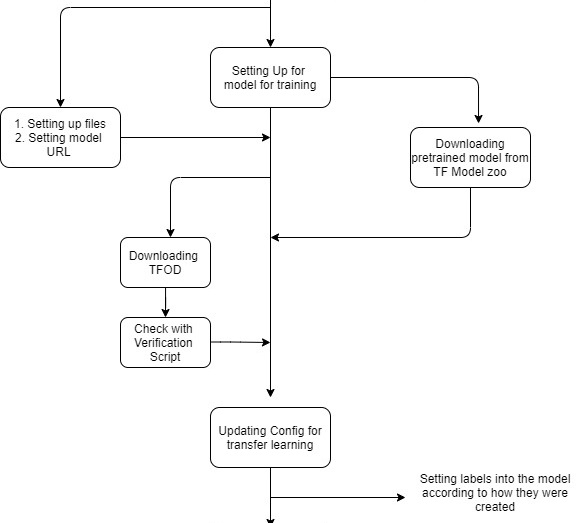 Setting Up for
model for training
1. Setting up files
2. Setting model
URL
Downloading
pretrained model from
TF Model zoo
Downloading
TFOD
Check with
Verification
Script
Updating Config for
transfer learning
Setting labels into the model
according to how they were
created